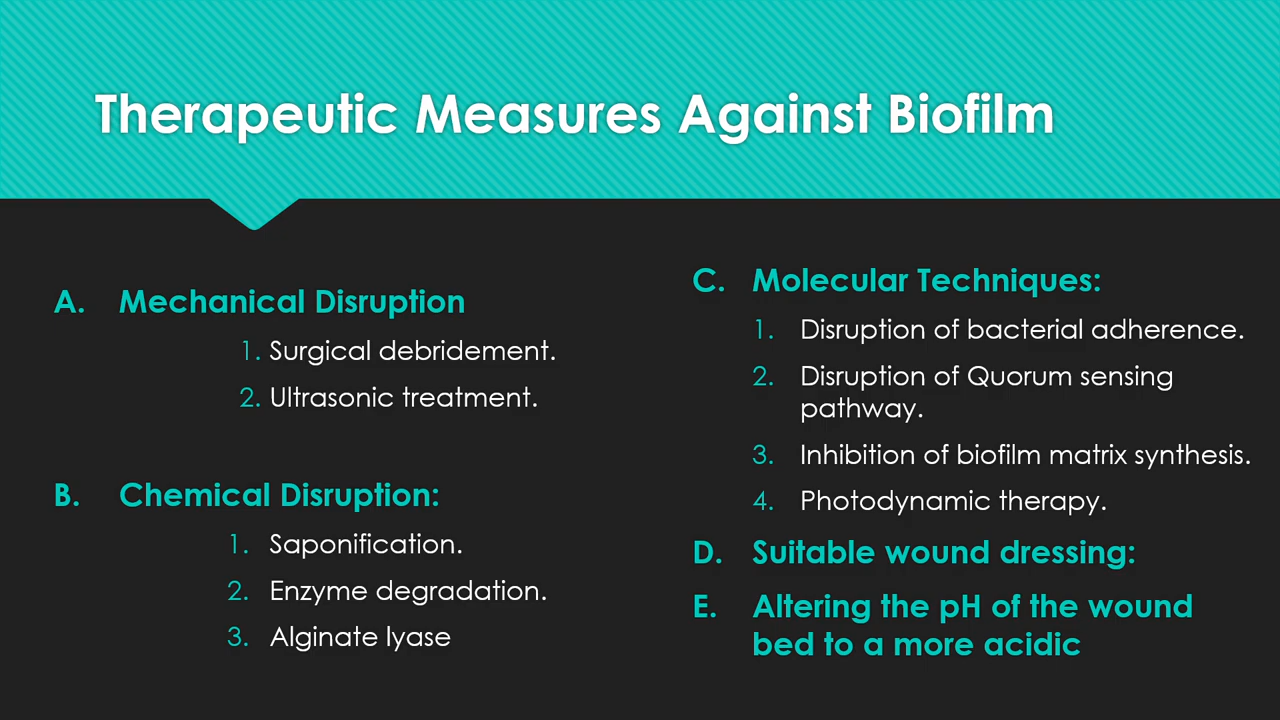 Therapeutic Measures Against Biofilm
A. Mechanical Disruption
1. Surgical debridement.
2. Ultrasonic treatment.
B. Chemical Disruption:
1. Saponification.
2. Enzyme degradation.
3. Alginate lyase
C. Molecular Techniques:
1. Disruption of bacterial adherence.
2. Disruption of Quorum sensing
pathway.
3. Inhibition of biofilm matrix synthesis.
4. Photodynamic therapy.
D. Suitable wound dressing:
E. Altering the pH of the wound
bed to a more acidic